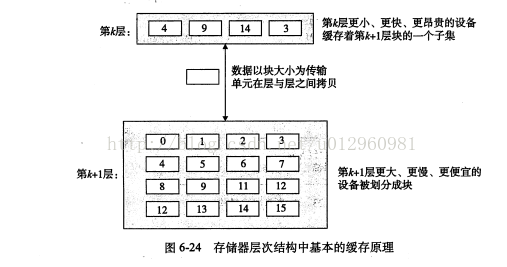 第k层：
4 9 14 3
第k层更小、更快、更昂贵的设备
缓存着第k+1层块的一个子集
数据以块大小为传输
单元在层与层之间拷贝
第k+1层：
0 1 2 3
4 5 6 7
8 9 11 12
12 13 14 15
第k+1层更大、更慢、更便宜的
设备被划分成块
图 6-24 存储器层次结构中基本的缓存原理